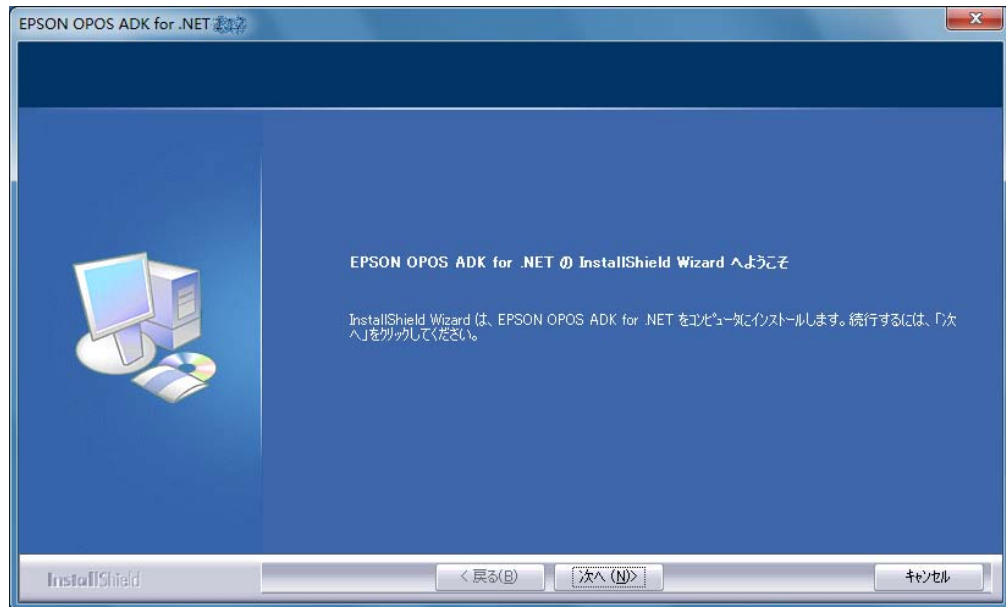 EPSON OPOS ADK for .NET
EPSON OPOS ADK for .NET の InstallShield Wizard へようこそ
InstallShield Wizard は、EPSON OPOS ADK for .NET をコンピュータにインストールします。続行するには、「次
へ」をクリックしてください。
InstallShield
< 戻る(B)
次へ (N)>
キャンセル